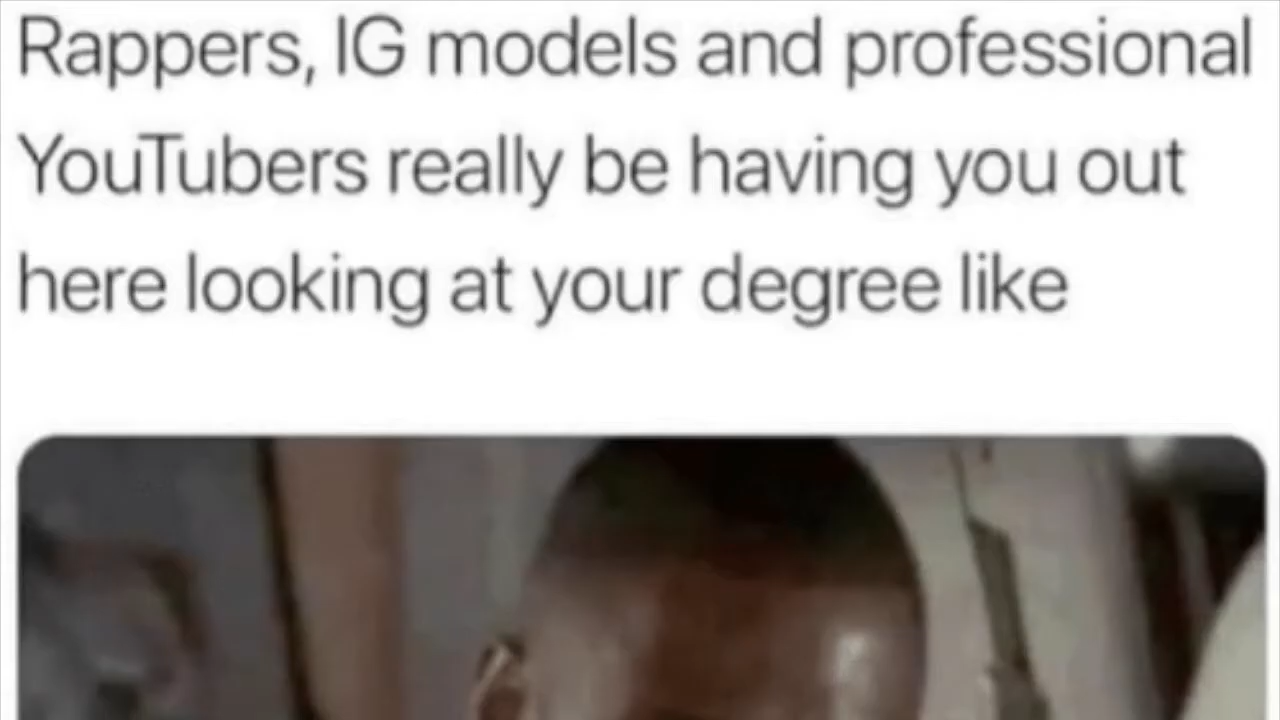 Rappers, IG models and professional
YouTubers really be having you out
here looking at your degree like